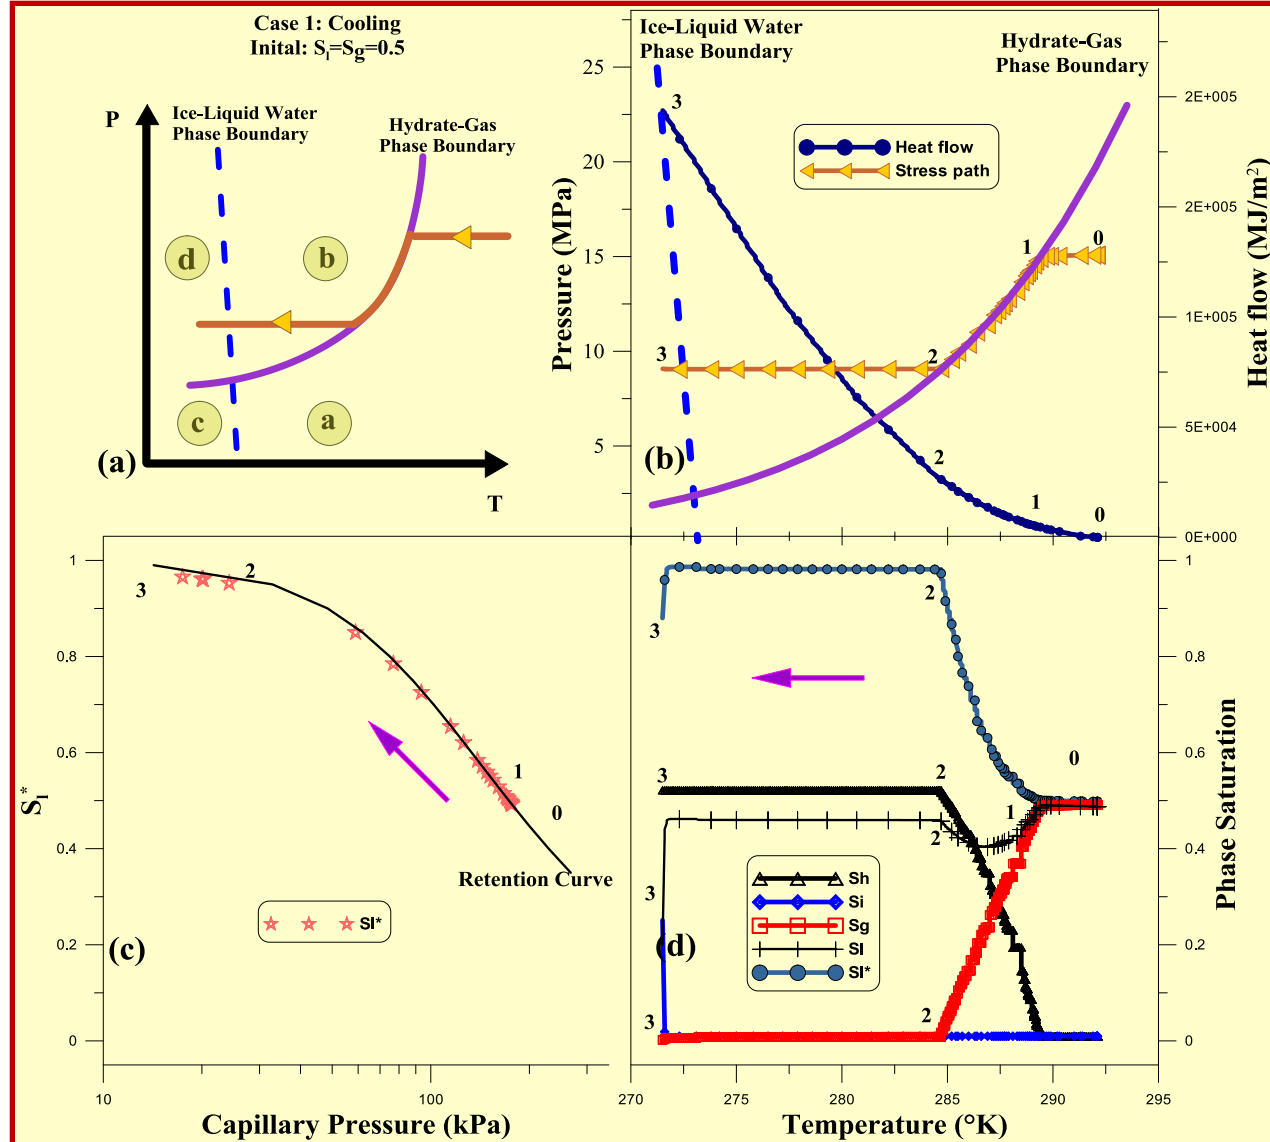 Case 1: Cooling
Inital: Sl=Sg=0.5
P
Ice-Liquid Water
Phase Boundary
Hydrate-Gas
Phase Boundary
d
b
c
a
(a)
T
Ice-Liquid Water
Phase Boundary
Hydrate-Gas
Phase Boundary
Heat flow
Stress path
25
20
15
10
5
Pressure (MPa)
2E+005
2E+005
1E+005
5E+004
0E+000
Heat flow (MJ/m²)
3
3
2
1
0
2
1
0
(b)
1
0.8
0.6
0.4
0.2
0
Sl*
3
2
1
0
Retention Curve
Sl*
(c)
10
100
Capillary Pressure (kPa)
1
0.8
0.6
0.4
0.2
0
Phase Saturation
2
3
0
3
2
1
2
3
Sh
Si
Sg
Sl
Sl*
(d)
3
2
270
275
280
285
290
295
Temperature (°K)